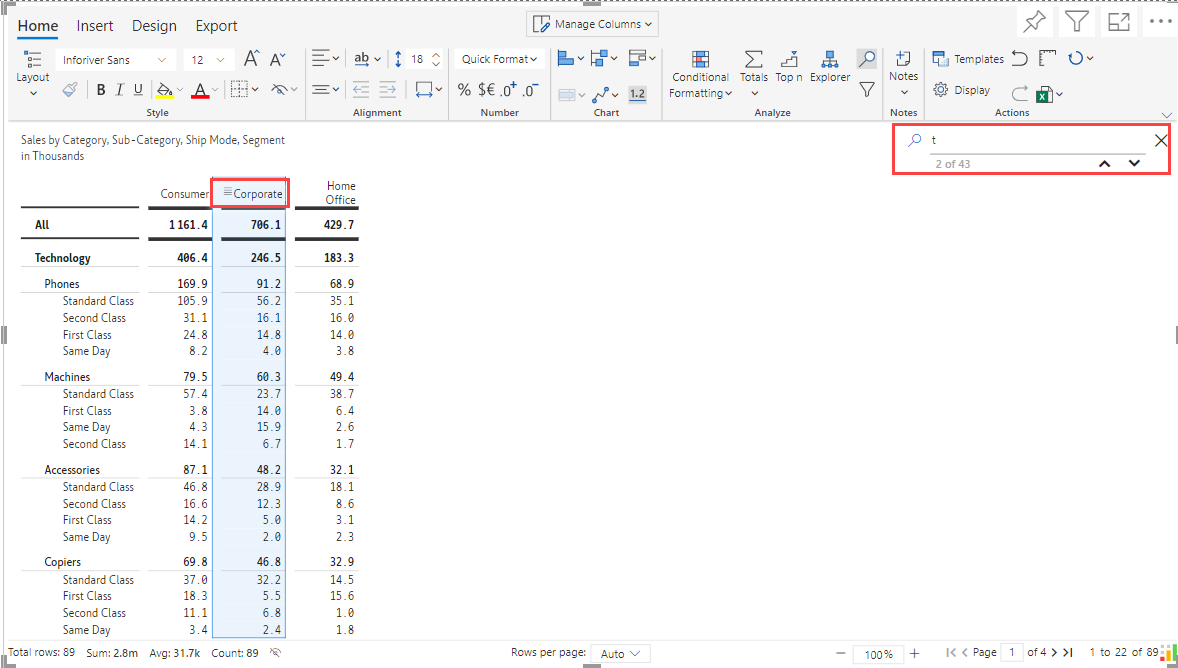 Home Insert Design Export Manage Columns
Layout Inforiver Sans 12 A A ab 18 Quick Format Conditional Formatting Totals Top n Explorer Notes Templates
B I U A % $€ .0+ .0- 1.2 Display
Style Alignment Number Chart Analyze Notes Actions
Sales by Category, Sub-Category, Ship Mode, Segment
in Thousands
t
2 of 43
Consumer Corporate Home Office
All 1 161.4 706.1 429.7
Technology 406.4 246.5 183.3
Phones 169.9 91.2 68.9
Standard Class 105.9 56.2 35.1
Second Class 31.1 16.1 16.0
First Class 24.8 14.8 14.0
Same Day 8.2 4.0 3.8
Machines 79.5 60.3 49.4
Standard Class 57.4 23.7 38.7
First Class 3.8 14.0 6.4
Same Day 4.3 15.9 2.6
Second Class 14.1 6.7 1.7
Accessories 87.1 48.2 32.1
Standard Class 46.8 28.9 18.1
Second Class 16.6 12.3 8.6
First Class 14.2 5.0 3.1
Same Day 9.5 2.0 2.3
Copiers 69.8 46.8 32.9
Standard Class 37.0 32.2 14.5
First Class 18.3 5.5 15.6
Second Class 11.1 6.8 1.0
Same Day 3.4 2.4 1.8
Total rows: 89 Sum: 2.8m Avg: 31.7k Count: 89 Rows per page: Auto − 100% + Page 1 of 4 1 to 22 of 89